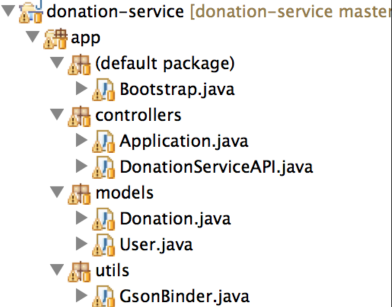 donation-service [donation-service master
app
(default package)
Bootstrap.java
controllers
Application.java
DonationServiceAPI.java
models
Donation.java
User.java
utils
GsonBinder.java